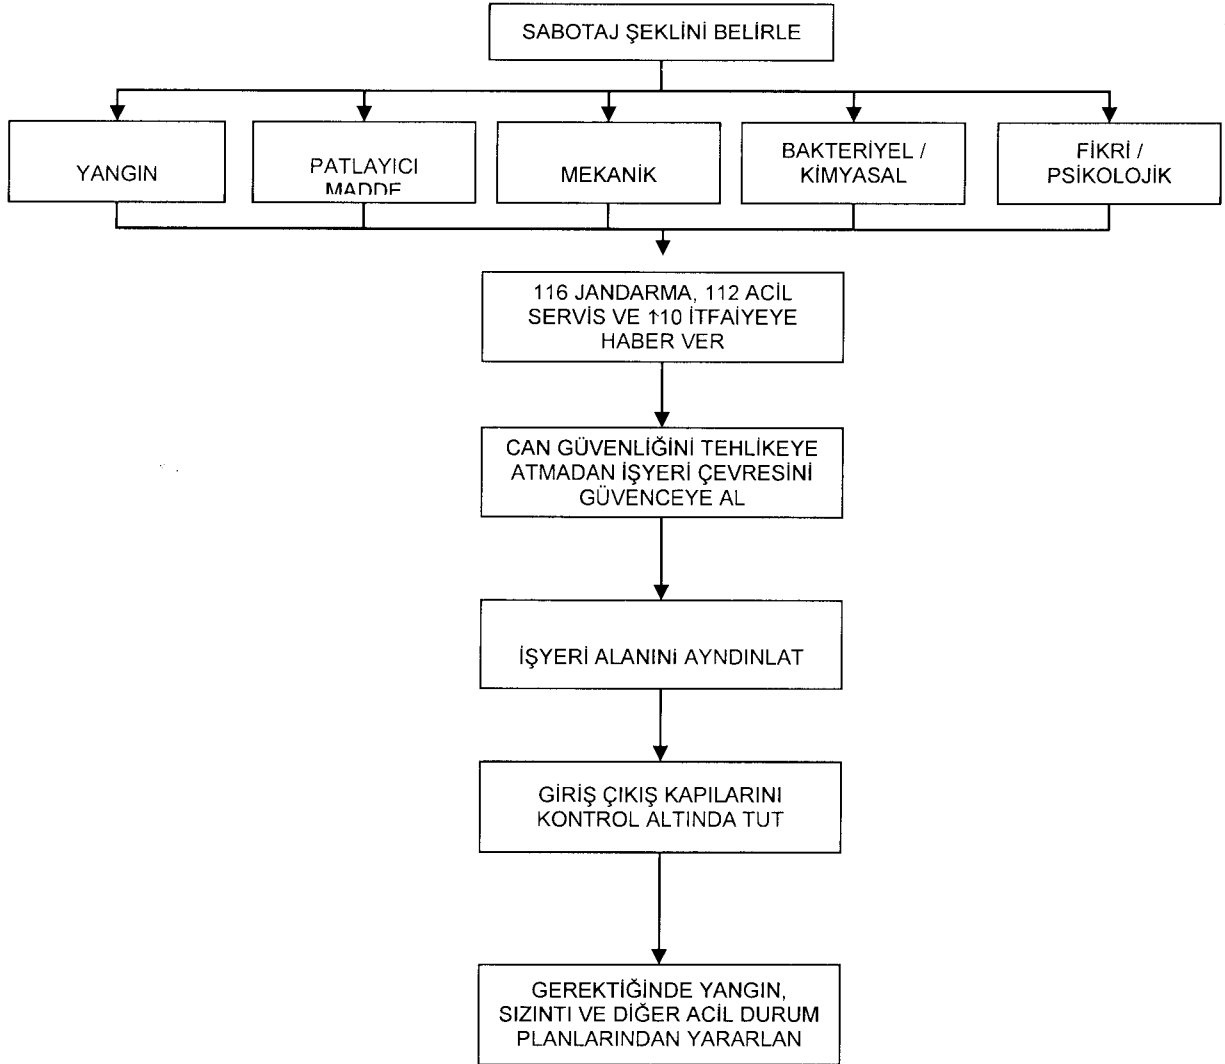 SABOTAJ ŞEKLİNİ BELİRLE
YANGIN
PATLAYICI
MADDE
MEKANİK
BAKTERİYEL /
KİMYASAL
FİKRİ /
PSİKOLOJİK
116 JANDARMA, 112 ACİL
SERVİS VE 110 İTFAİYEYE
HABER VER
CAN GÜVENLİĞİNİ TEHLİKEYE
ATMADAN İŞYERİ ÇEVRESİNİ
GÜVENCEYE AL
İŞYERİ ALANINI AYNDINLAT
GİRİŞ ÇIKIŞ KAPILARINI
KONTROL ALTINDA TUT
GEREKTİĞİNDE YANGIN,
SIZINTI VE DİĞER ACİL DURUM
PLANLARINDAN YARARLAN